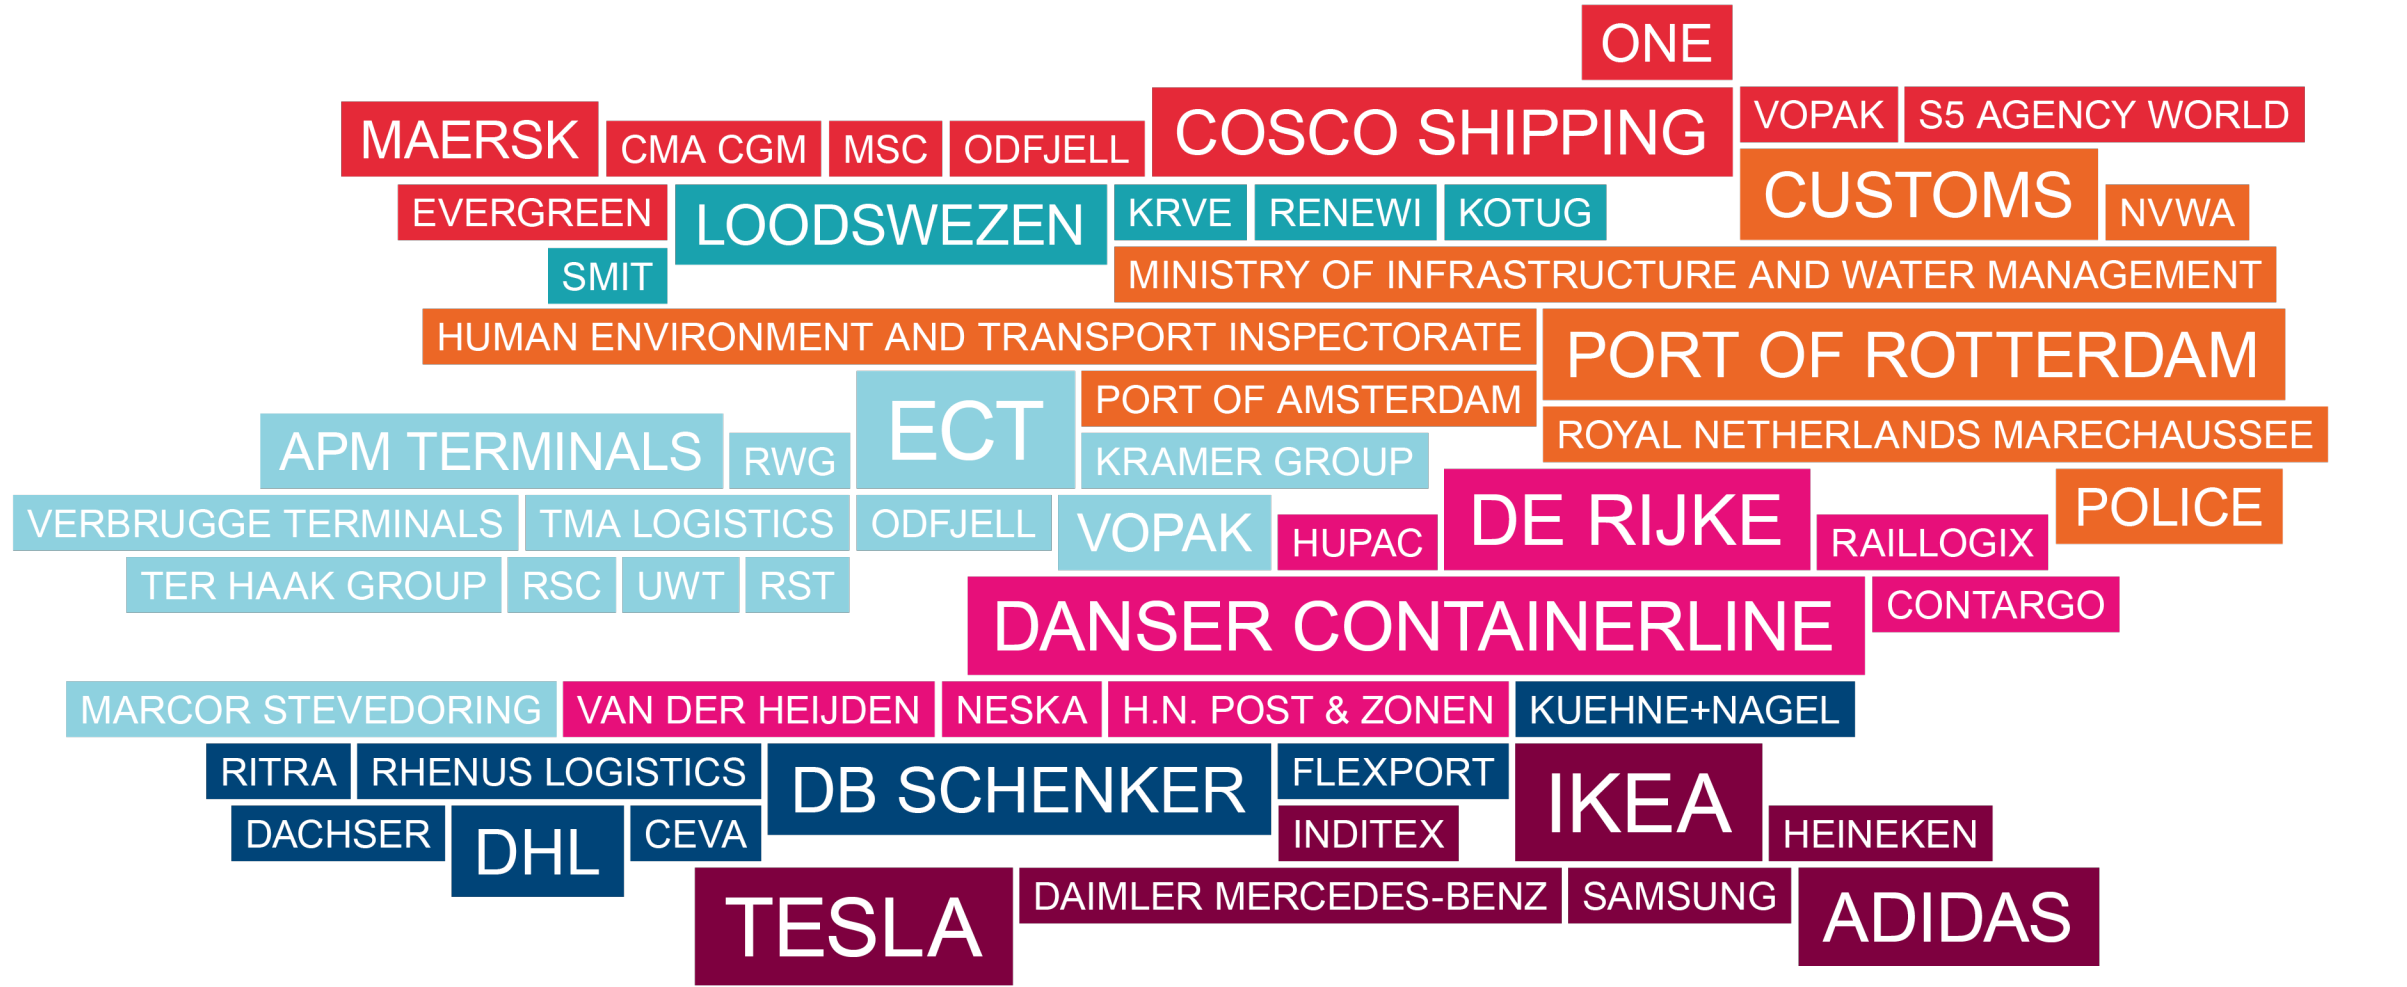 ONE
MAERSK CMA CGM MSC ODFJELL COSCO SHIPPING VOPAK S5 AGENCY WORLD
EVERGREEN LOODSWEZEN KRVE RENEWI KOTUG CUSTOMS NVWA
SMIT MINISTRY OF INFRASTRUCTURE AND WATER MANAGEMENT
HUMAN ENVIRONMENT AND TRANSPORT INSPECTORATE PORT OF ROTTERDAM
APM TERMINALS RWG ECT PORT OF AMSTERDAM
KRAMER GROUP ROYAL NETHERLANDS MARECHAUSSEE
VERBRUGGE TERMINALS TMA LOGISTICS ODFJELL VOPAK HUPAC DE RIJKE RAILLOGIX POLICE
TER HAAK GROUP RSC UWT RST DANSER CONTAINERLINE CONTARGO
MARCOR STEVEDORING VAN DER HEIJDEN NESKA H.N. POST & ZONEN KUEHNE+NAGEL
RITRA RHENUS LOGISTICS DB SCHENKER FLEXPORT IKEA
DACHSER DHL CEVA INDITEX HEINEKEN
TESLA DAIMLER MERCEDES-BENZ SAMSUNG ADIDAS